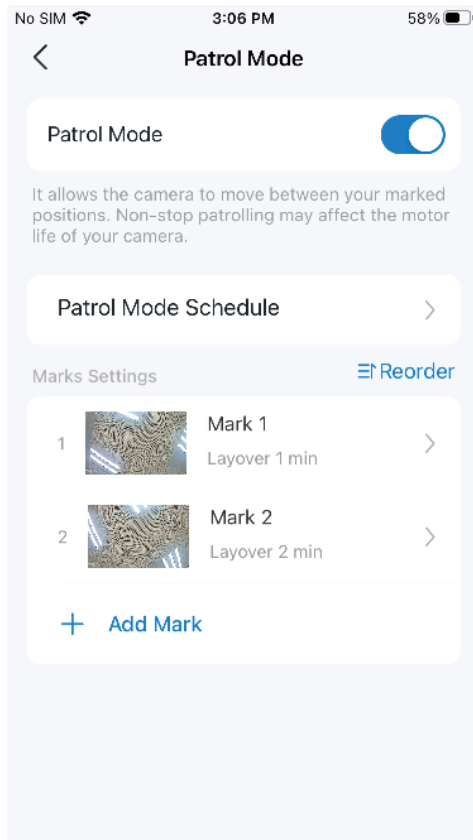 No SIM 3:06 PM 58%
Patrol Mode
Patrol Mode
It allows the camera to move between your marked
positions. Non-stop patrolling may affect the motor
life of your camera.
Patrol Mode Schedule
Marks Settings Reorder
1 Mark 1
Layover 1 min
2 Mark 2
Layover 2 min
+ Add Mark